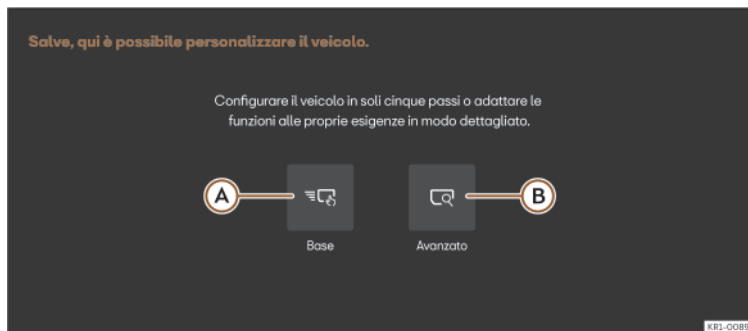 Salve, qui è possibile personalizzare il veicolo.
Configurare il veicolo in soli cinque passi o adattare le
funzioni alle proprie esigenze in modo dettagliato.
A B
Base Avanzato
KR1-0089